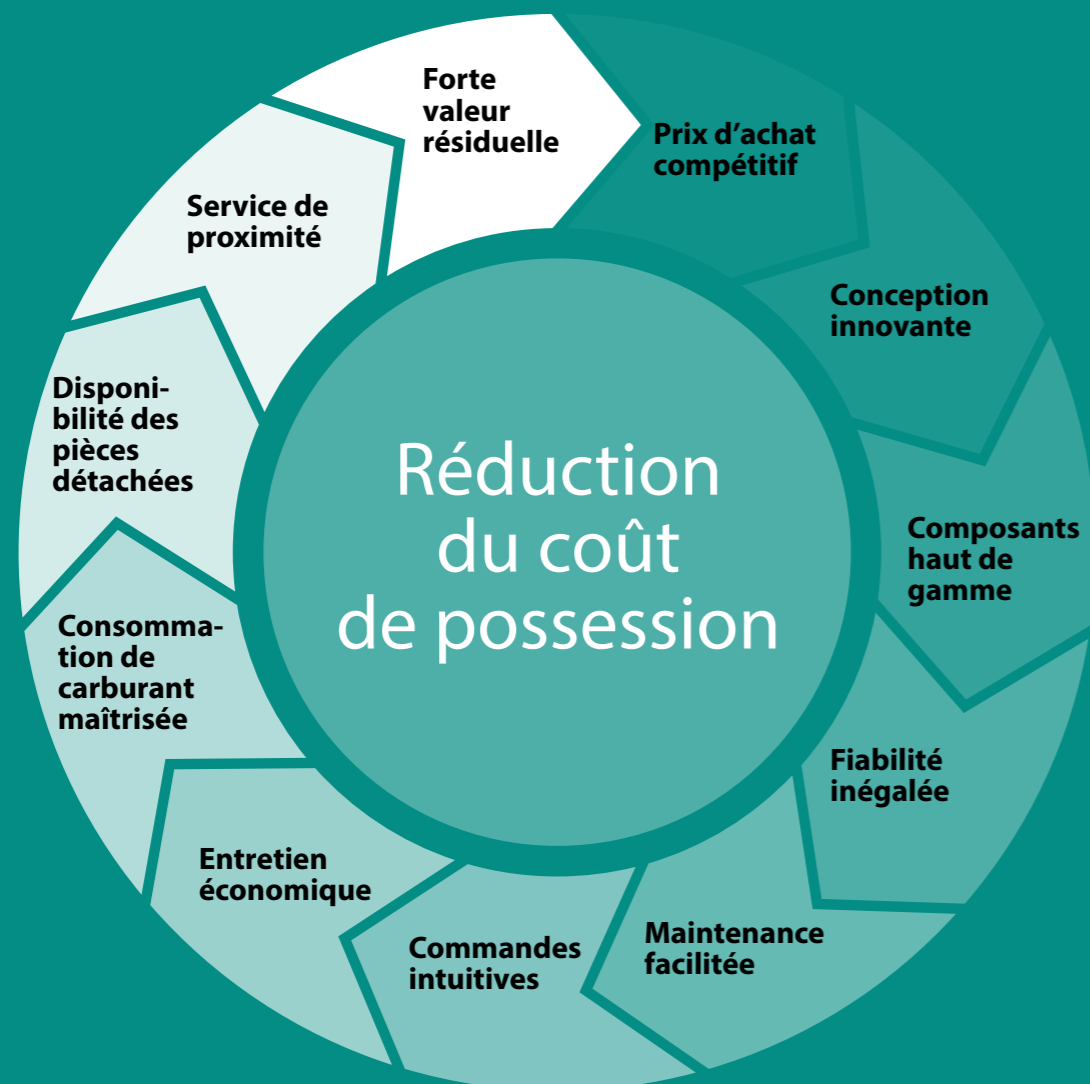 Forte
valeur
résiduelle
Prix d’achat
compétitif
Conception
innovante
Composants
haut de
gamme
Fiabilité
inégalée
Maintenance
facilitée
Commandes
intuitives
Entretien
économique
Consomma-
tion de
carburant
maîtrisée
Disponi-
bilité des
pièces
détachées
Service de
proximité
Réduction
du coût
de possession